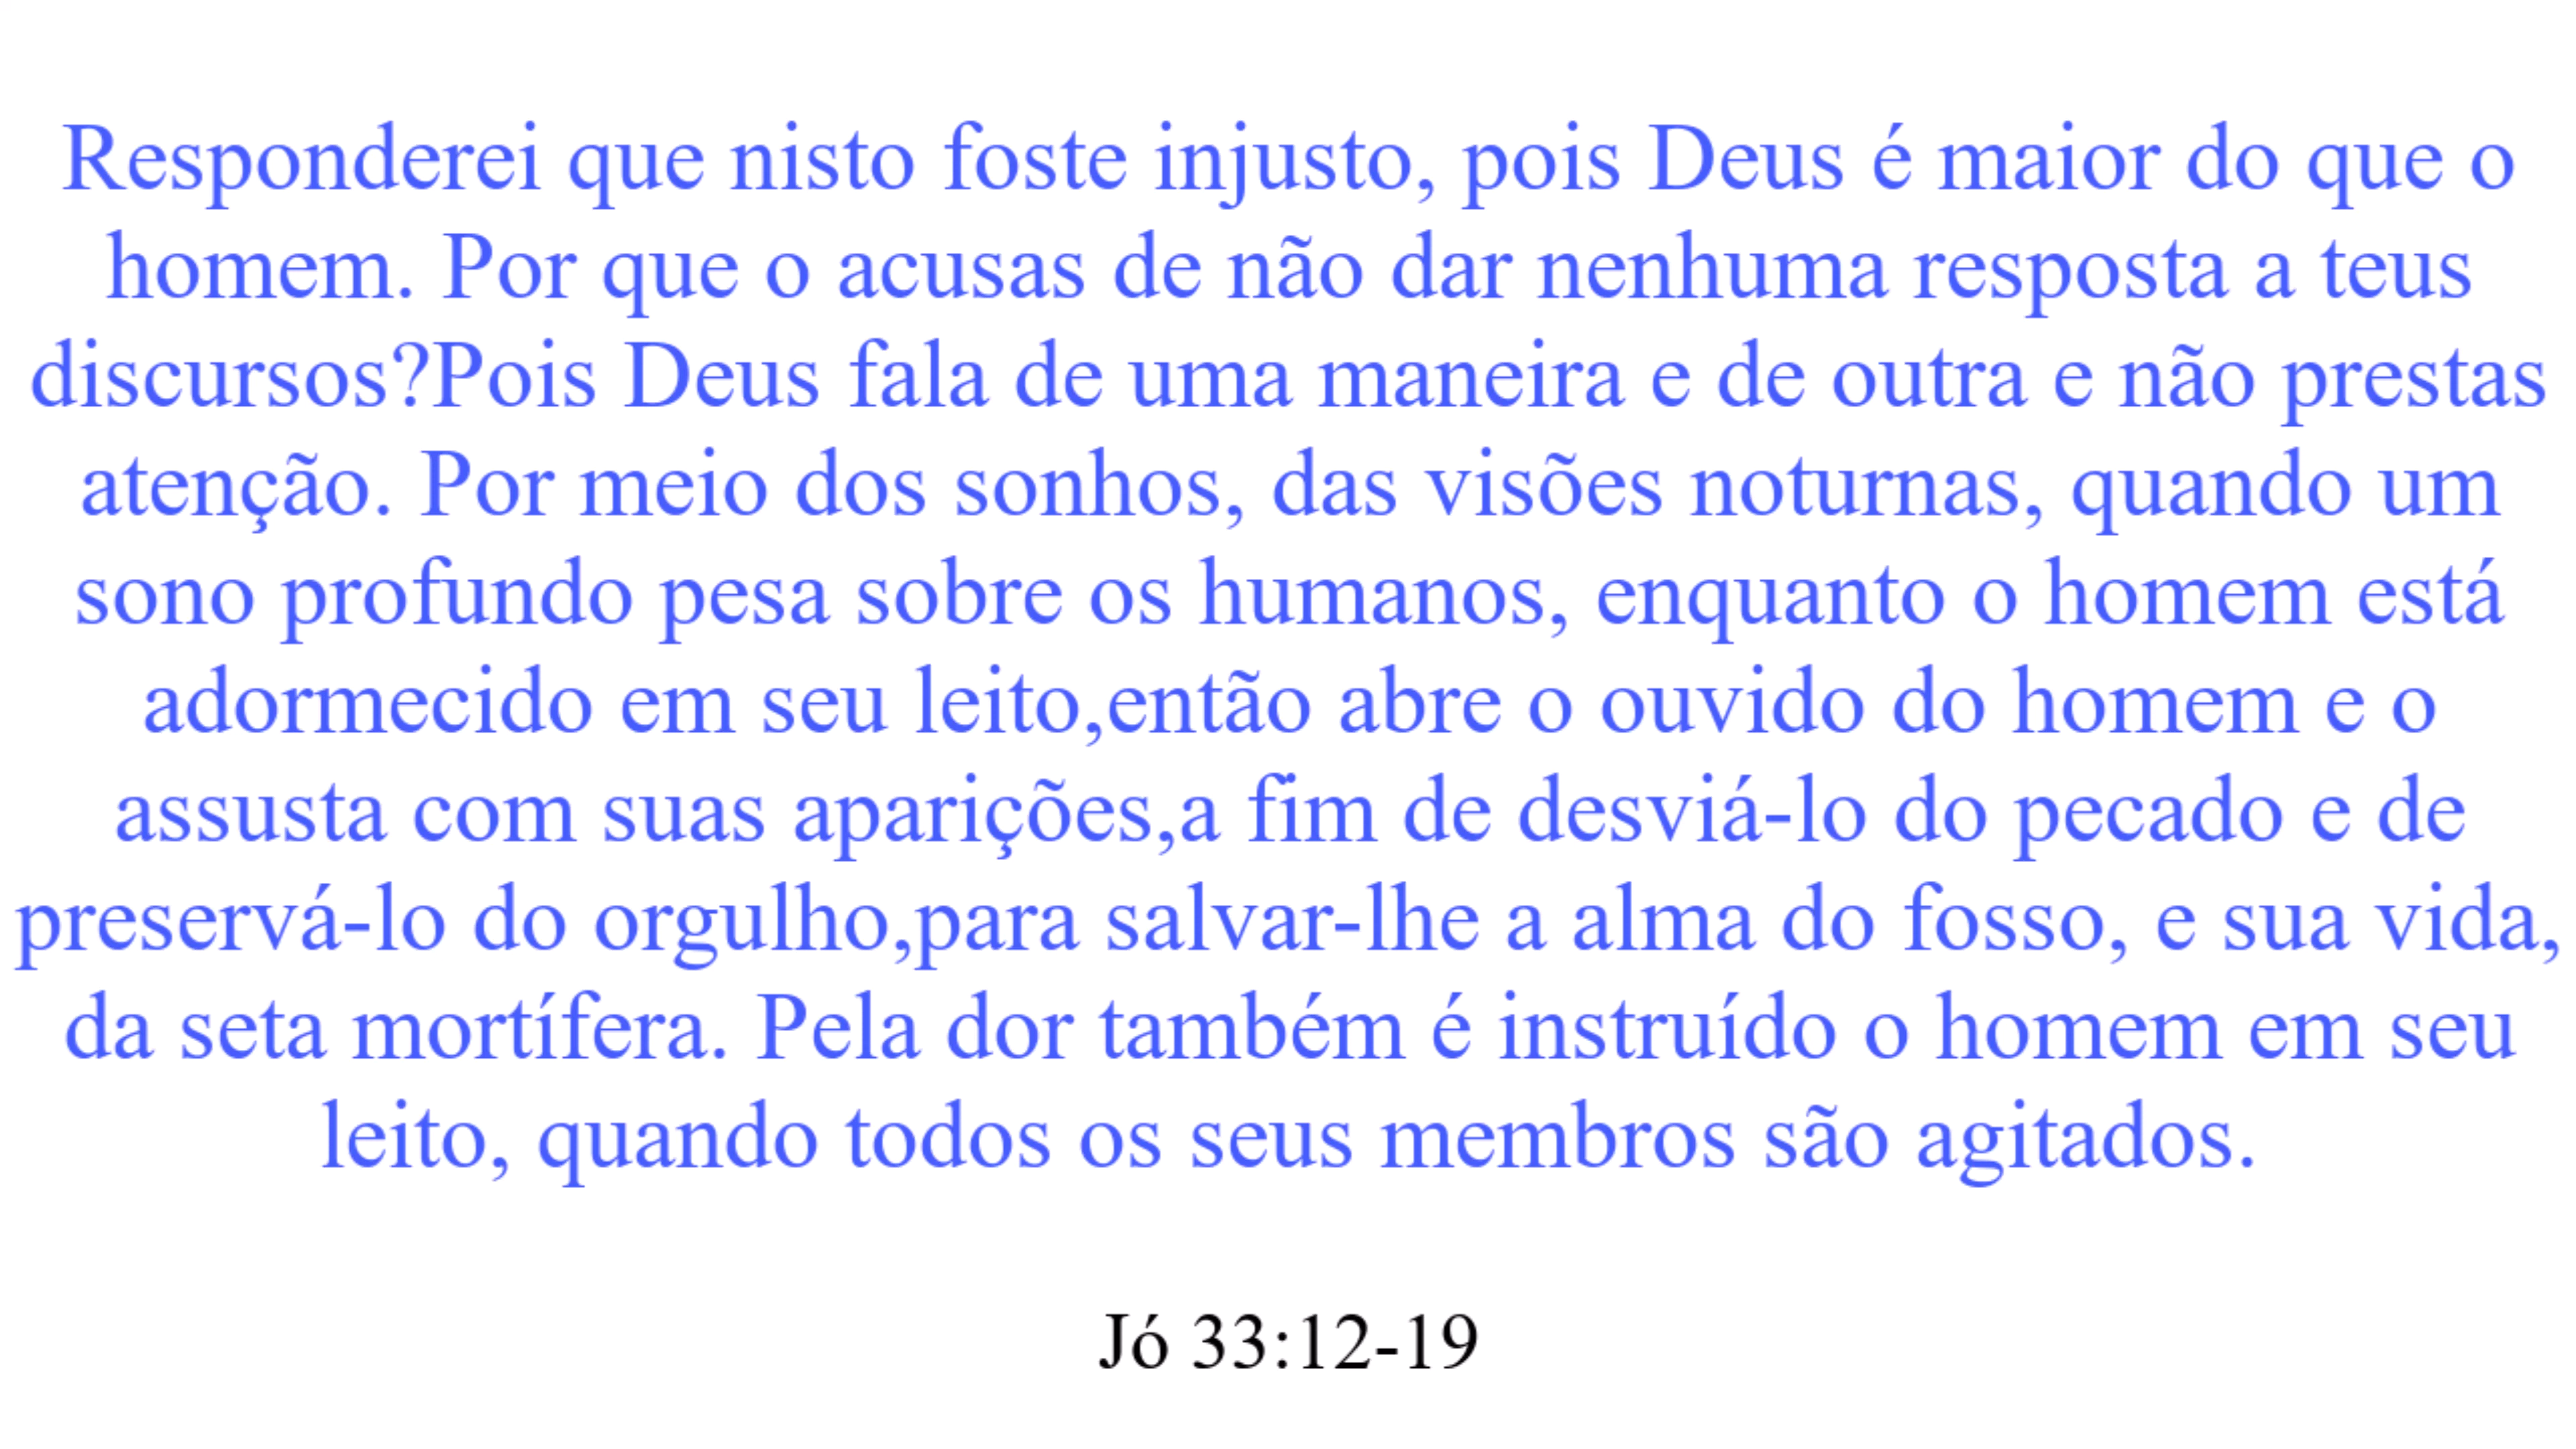 Responderei que nisto foste injusto, pois Deus é maior do que o
homem. Por que o acusas de não dar nenhuma resposta a teus
discursos?Pois Deus fala de uma maneira e de outra e não prestas
atenção. Por meio dos sonhos, das visões noturnas, quando um
sono profundo pesa sobre os humanos, enquanto o homem está
adormecido em seu leito,então abre o ouvido do homem e o
assusta com suas aparições,a fim de desviá-lo do pecado e de
preservá-lo do orgulho,para salvar-lhe a alma do fosso, e sua vida,
da seta mortífera. Pela dor também é instruído o homem em seu
leito, quando todos os seus membros são agitados.
Jó 33:12-19